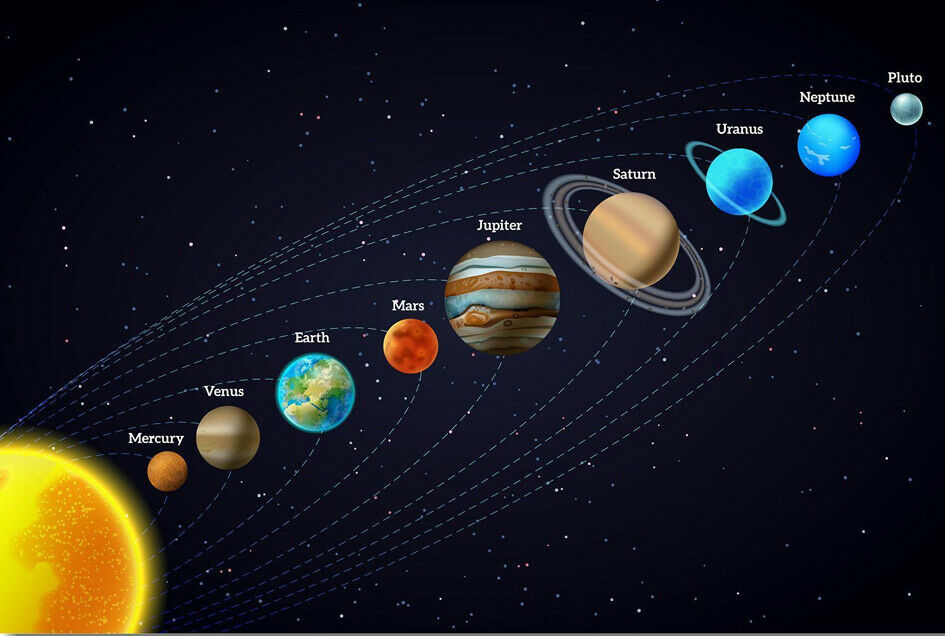 Mercury
Venus
Earth
Mars
Jupiter
Saturn
Uranus
Neptune
Pluto